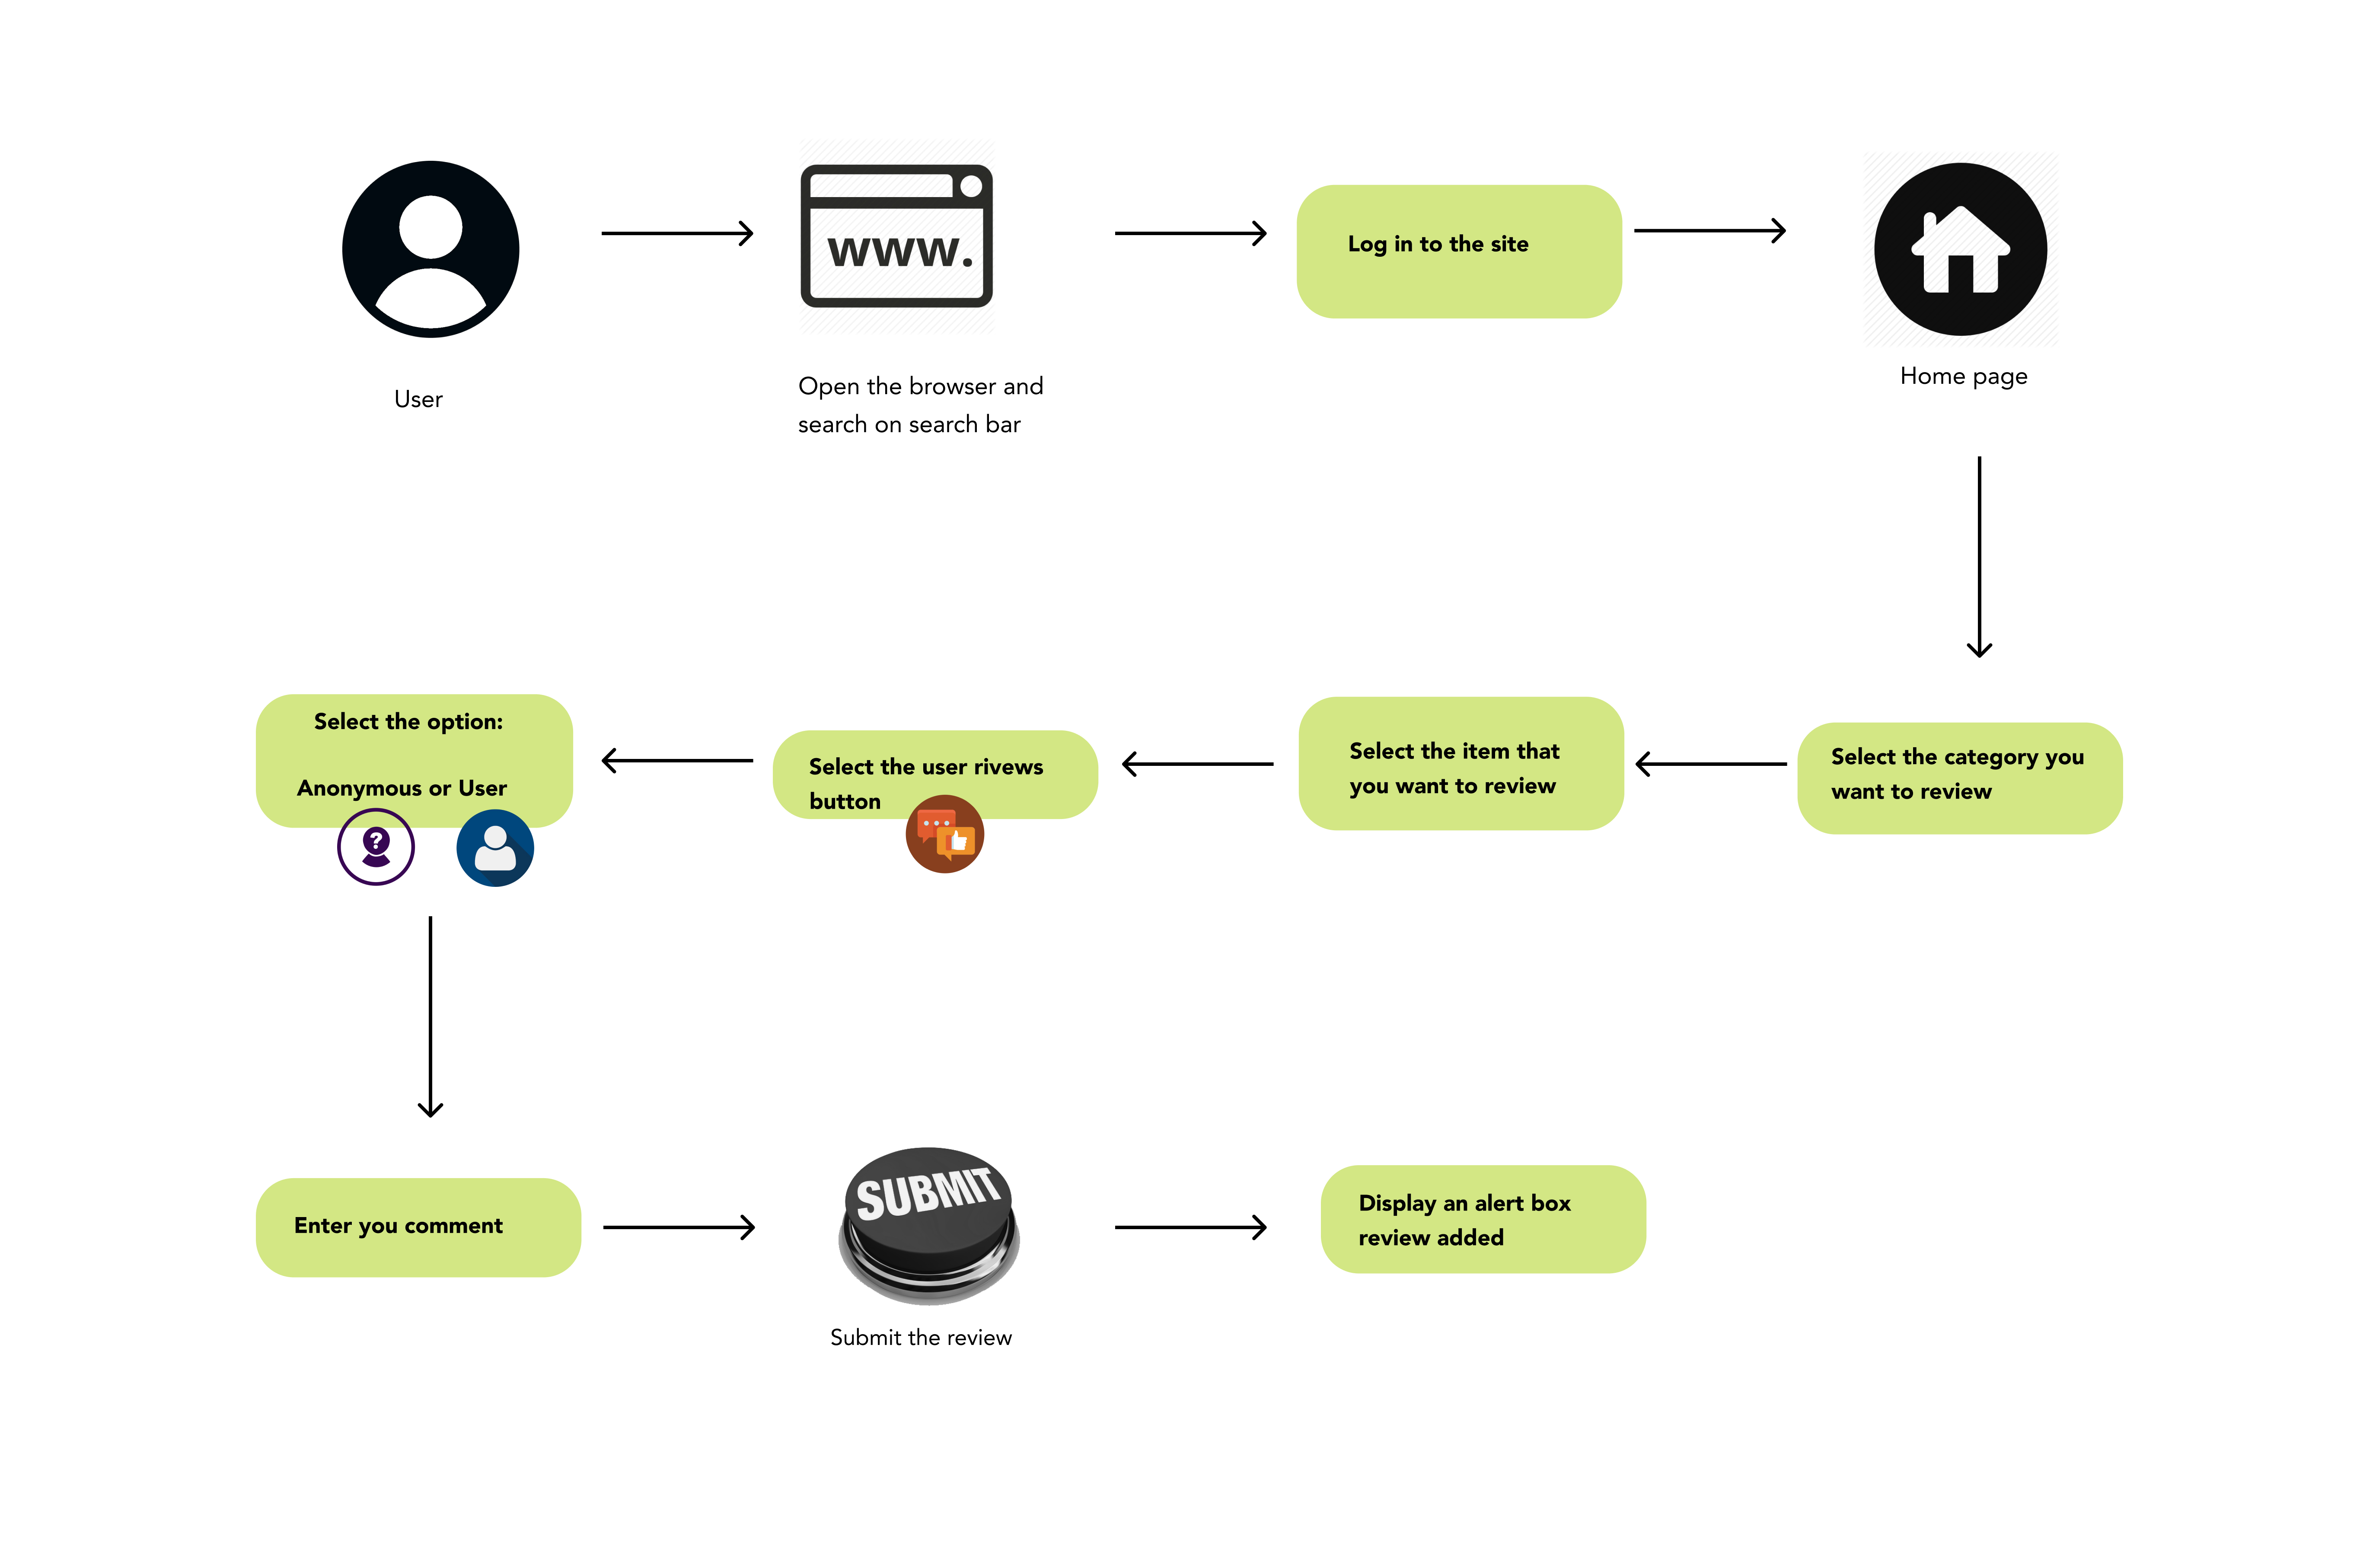 www.
Log in to the site
User
Open the browser and
search on search bar
Home page
Select the category you
want to review
Select the item that
you want to review
Select the user rivews
button
Select the option:
Anonymous or User
?
Enter you comment
SUBMIT
Submit the review
Display an alert box
review added